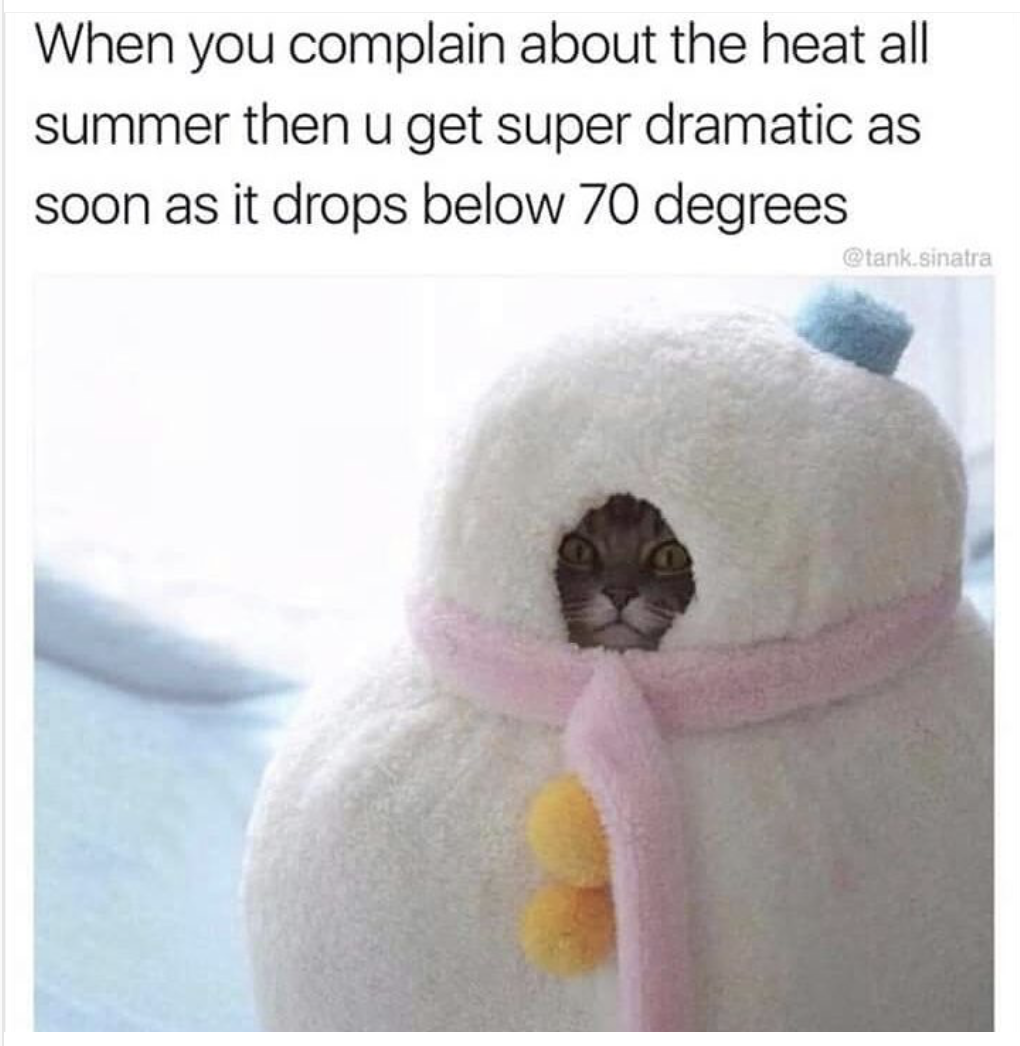 When you complain about the heat all
summer then u get super dramatic as
soon as it drops below 70 degrees
@tank.sinatra